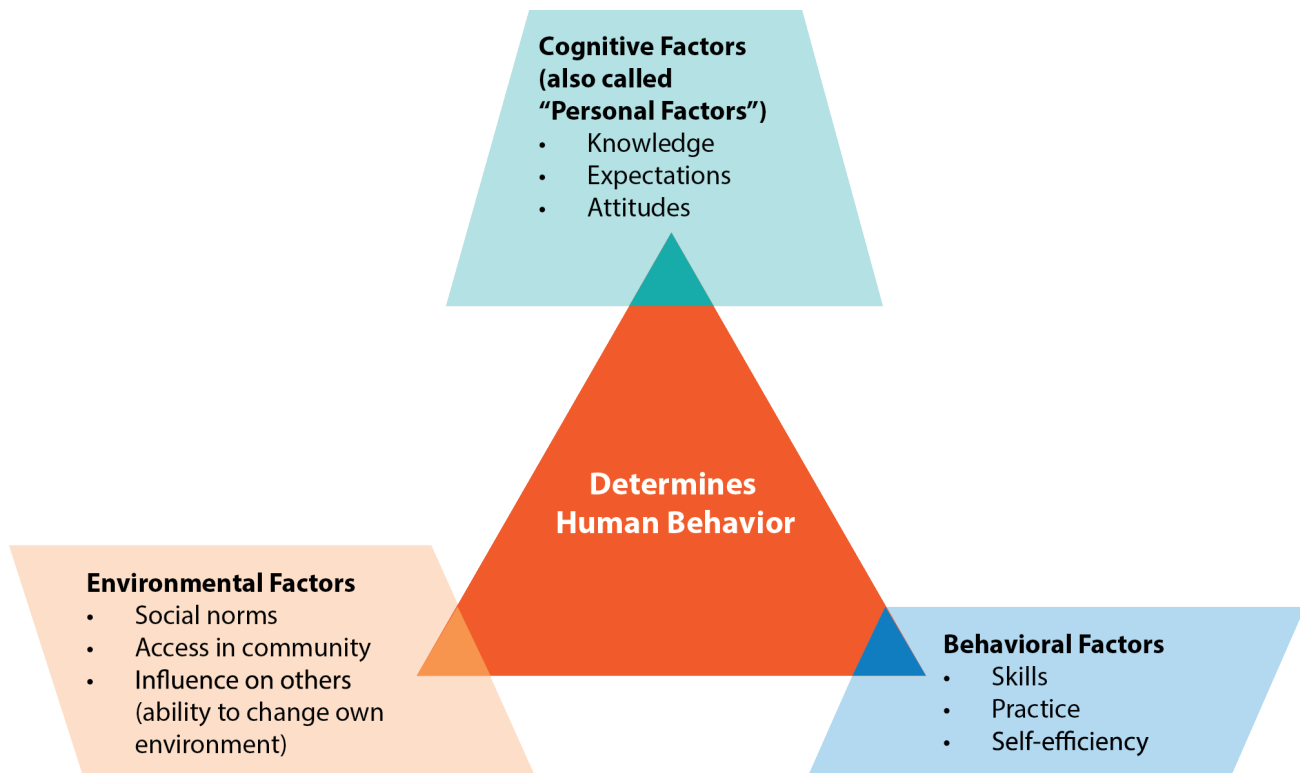 Cognitive Factors
(also called
“Personal Factors”)
• Knowledge
• Expectations
• Attitudes
Determines
Human Behavior
Environmental Factors
• Social norms
• Access in community
• Influence on others
(ability to change own
environment)
Behavioral Factors
• Skills
• Practice
• Self-efficiency